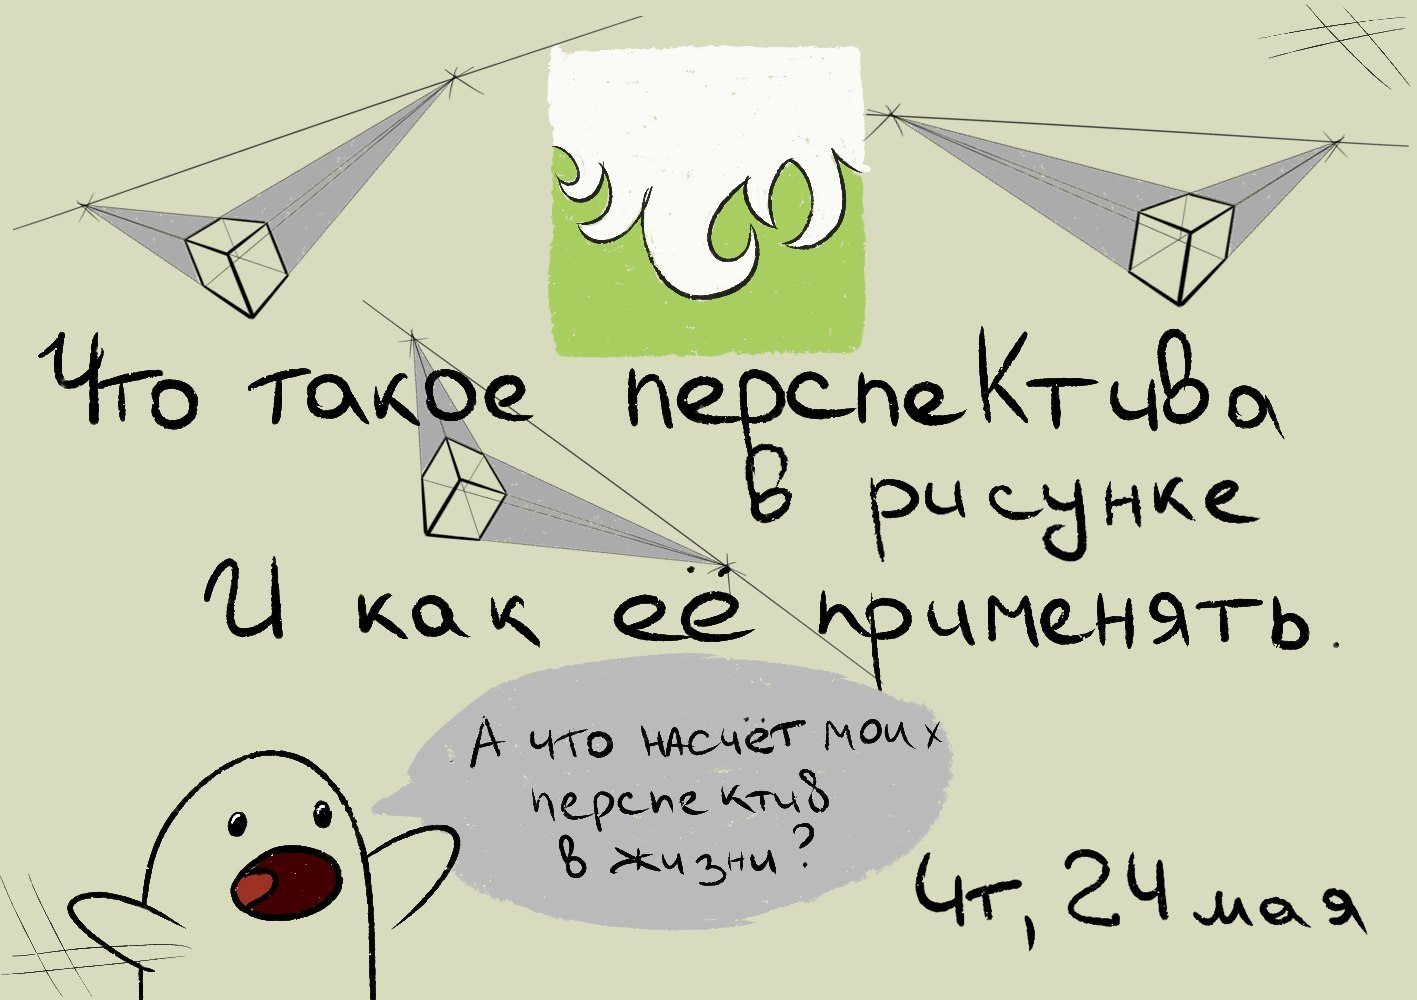 Что такое перспектива
в рисунке
И как её применять.
А что насчёт моих
перспектив
в жизни?
Чт, 24 мая